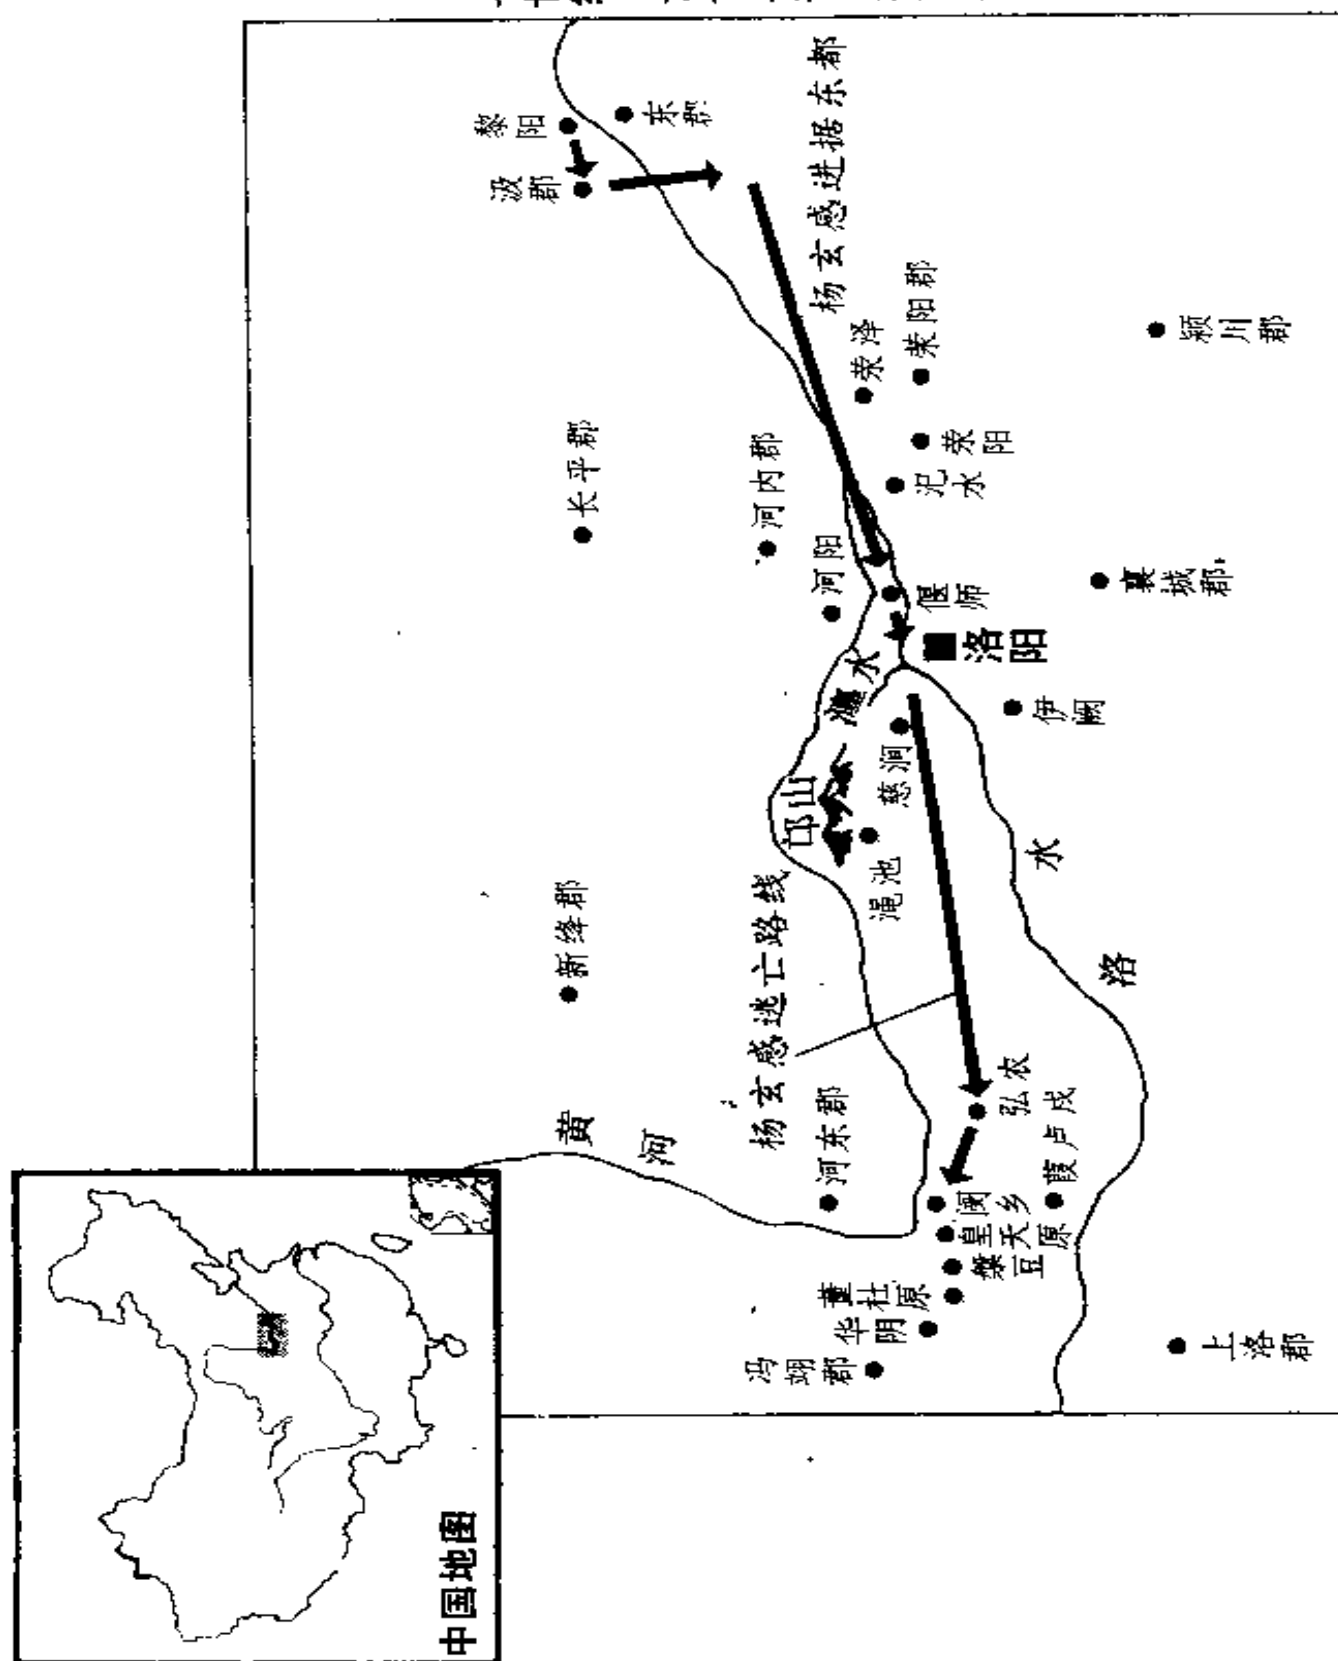 黎阳
东郡
汲郡
杨玄感进据东都
荥泽
荥阳郡
颍川郡
荥阳
汜水
长平郡
河内郡
河阳
偃师
襄城郡
洛阳
瀍水
伊阙
慈涧
邙山
渑池
洛水
新绛郡
杨玄感逃亡路线
黄河
弘农
河东郡
阌乡
葭卢戍
皇天原
槃豆
董杜原
华阴
冯翊郡
上洛郡
中国地图